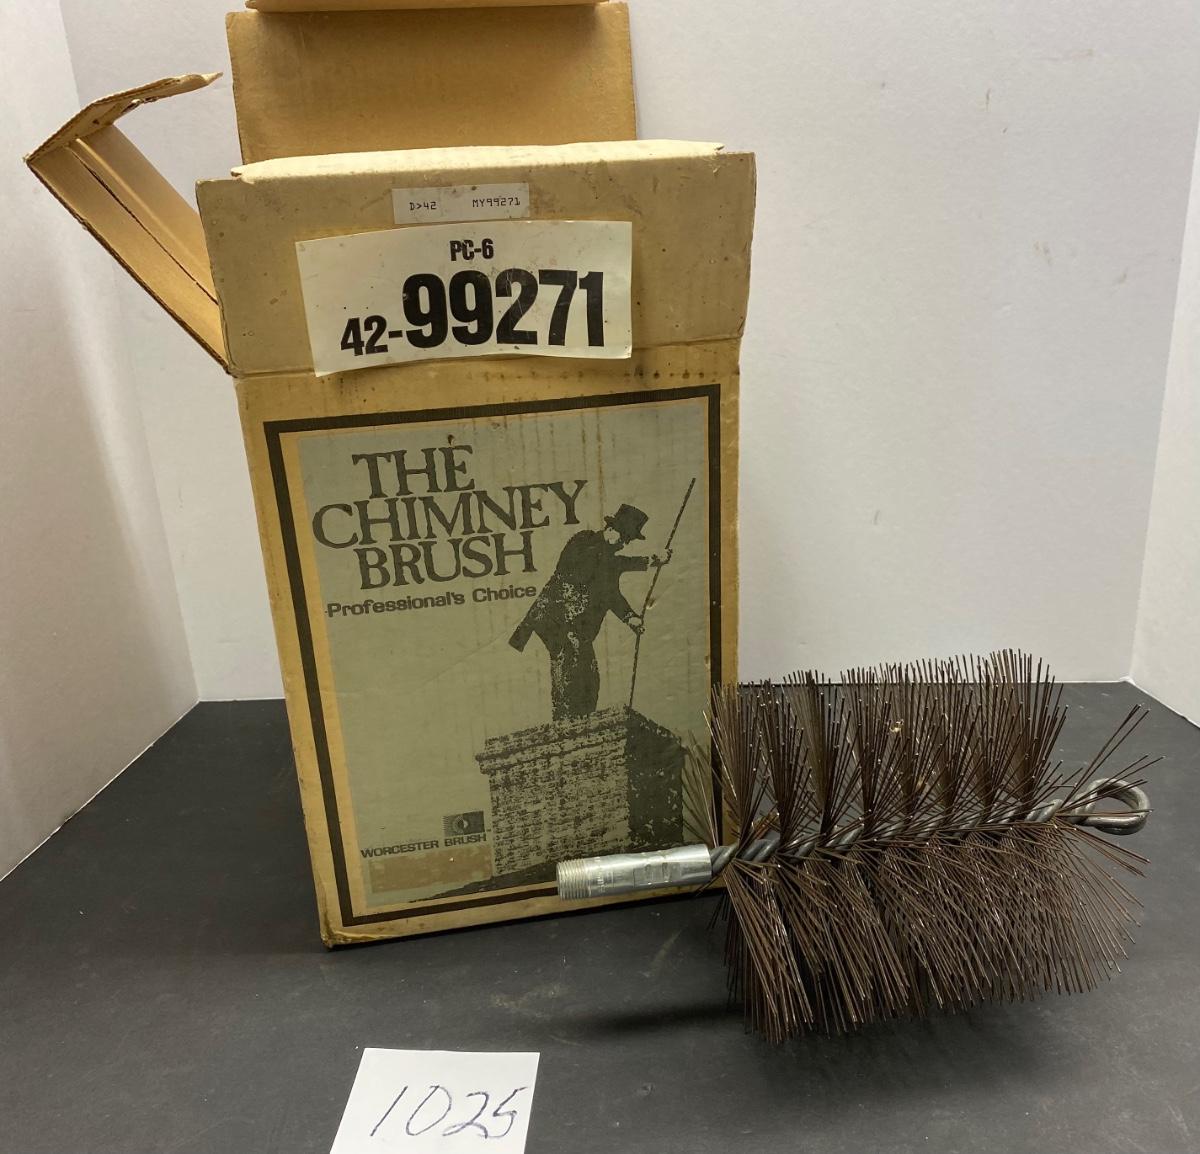 D>42 MY99271
PC-6
42-99271
THE
CHIMNEY
BRUSH
Professional's Choice
WORCESTER BRUSH
1025